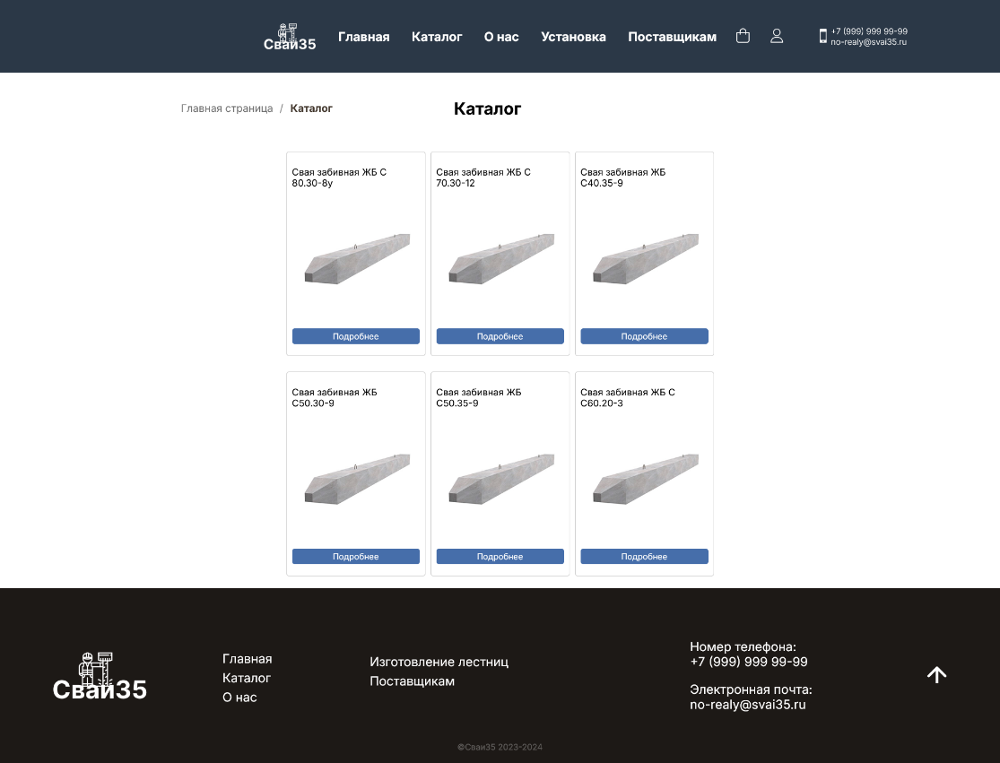 Сваи35
Главная
Каталог
О нас
Установка
Поставщикам
+7 (999) 999 99-99
no-realy@svai35.ru
Главная страница / Каталог
Каталог
Свая забивная ЖБ С
80.30-8у
Свая забивная ЖБ С
70.30-12
Свая забивная ЖБ
С40.35-9
Подробнее
Подробнее
Подробнее
Свая забивная ЖБ
С50.30-9
Свая забивная ЖБ
С50.35-9
Свая забивная ЖБ С
С60.20-3
Подробнее
Подробнее
Подробнее
Сваи35
Главная
Каталог
О нас
Изготовление лестниц
Поставщикам
Номер телефона:
+7 (999) 999 99-99
Электронная почта:
no-realy@svai35.ru
©Сваи35 2023-2024